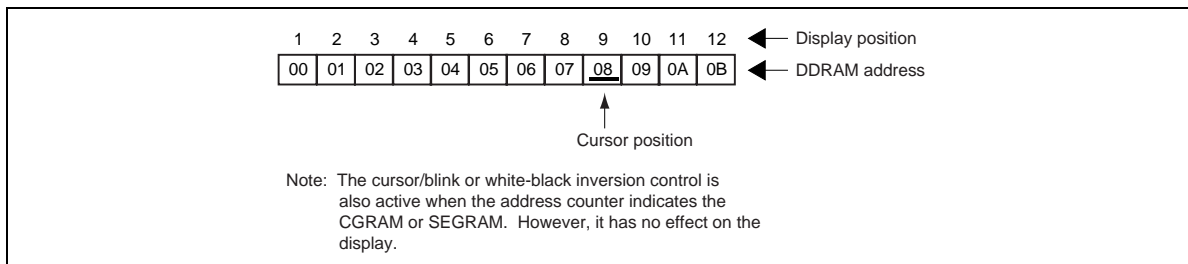 1 2 3 4 5 6 7 8 9 10 11 12 Display position
00 01 02 03 04 05 06 07 08 09 0A 0B DDRAM address
Cursor position
Note: The cursor/blink or white-black inversion control is
also active when the address counter indicates the
CGRAM or SEGRAM. However, it has no effect on the
display.